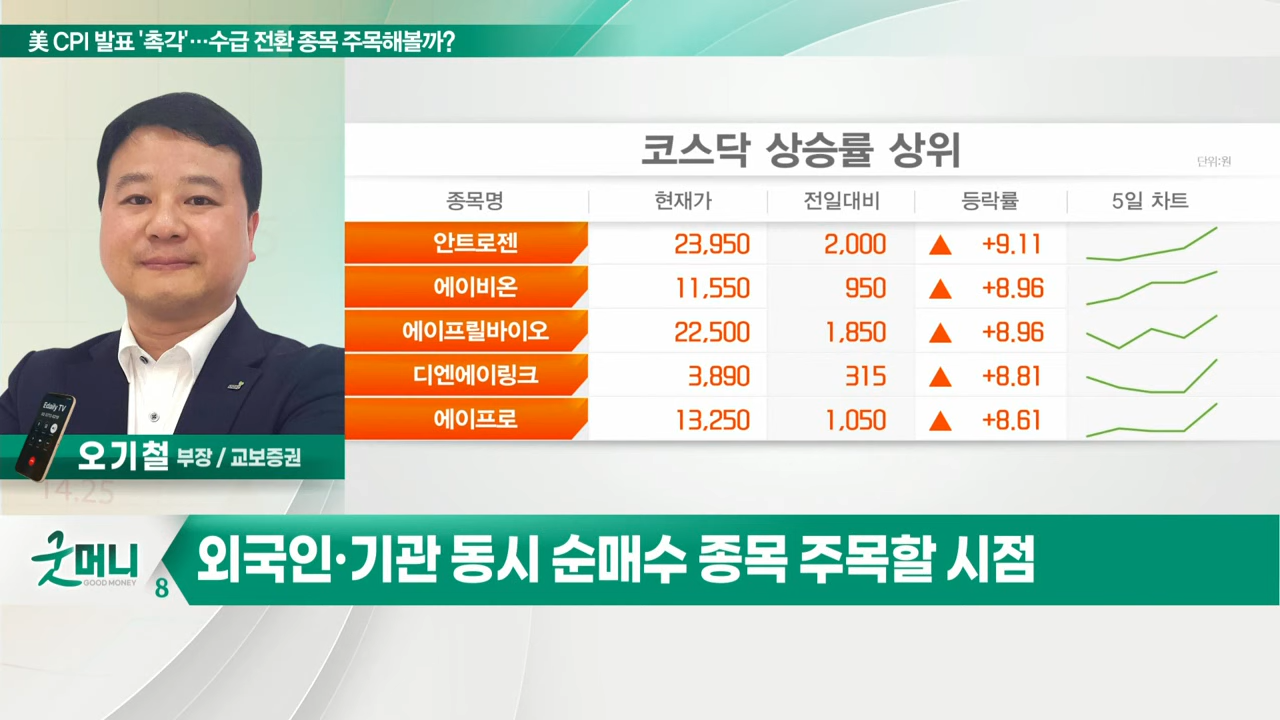 美 CPI 발표 '촉각'…수급 전환 종목 주목해볼까?
코스닥 상승률 상위
단위:원
종목명 현재가 전일대비 등락률 5일 차트
안트로젠 23,950 2,000 ▲ +9.11
에이비온 11,550 950 ▲ +8.96
에이프릴바이오 22,500 1,850 ▲ +8.96
디엔에이링크 3,890 315 ▲ +8.81
에이프로 13,250 1,050 ▲ +8.61
Edaily TV
오기철 부장 / 교보증권
14.25
굿머니
GOOD MONEY
8
외국인·기관 동시 순매수 종목 주목할 시점